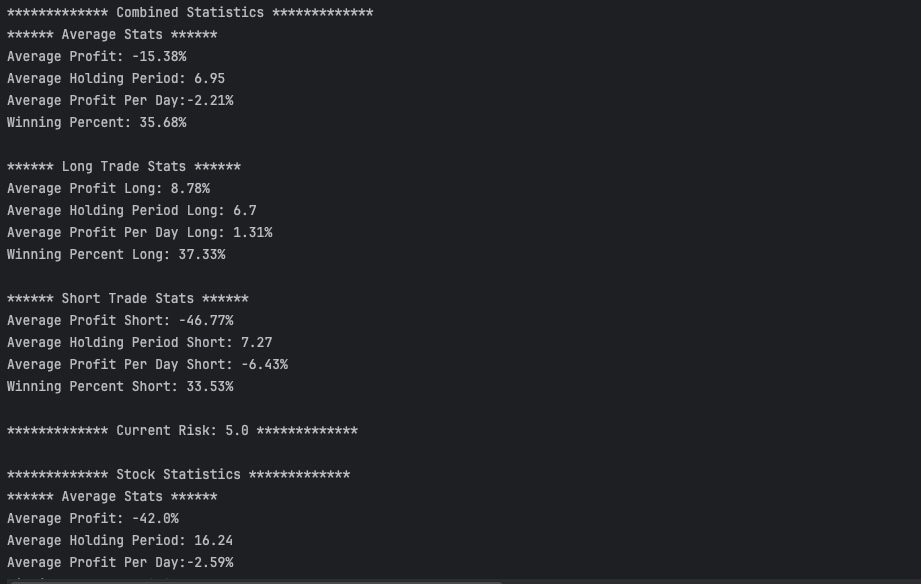 ************* Combined Statistics *************
****** Average Stats ******
Average Profit: -15.38%
Average Holding Period: 6.95
Average Profit Per Day:-2.21%
Winning Percent: 35.68%
****** Long Trade Stats ******
Average Profit Long: 8.78%
Average Holding Period Long: 6.7
Average Profit Per Day Long: 1.31%
Winning Percent Long: 37.33%
****** Short Trade Stats ******
Average Profit Short: -46.77%
Average Holding Period Short: 7.27
Average Profit Per Day Short: -6.43%
Winning Percent Short: 33.53%
************* Current Risk: 5.0 *************
************* Stock Statistics *************
****** Average Stats ******
Average Profit: -42.0%
Average Holding Period: 16.24
Average Profit Per Day:-2.59%